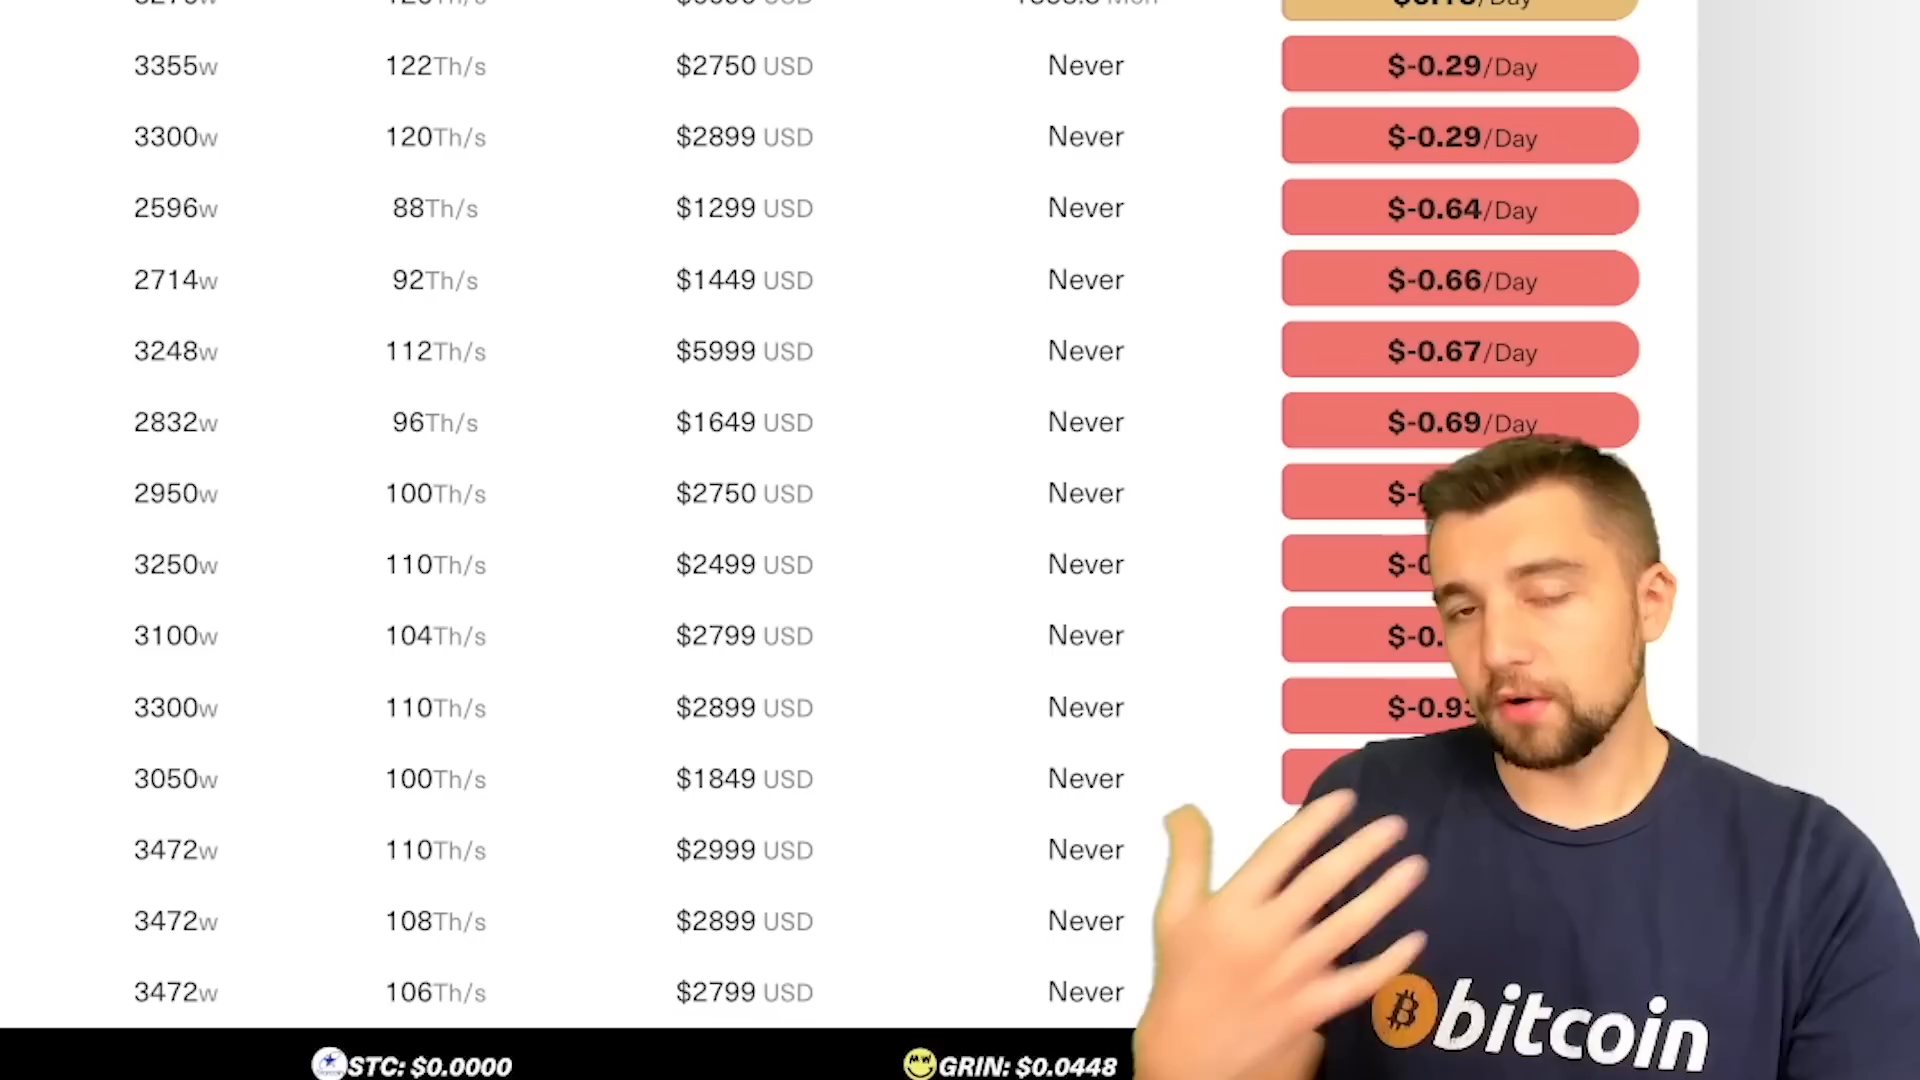 3355w 122Th/s $2750 USD Never $-0.29/Day
3300w 120Th/s $2899 USD Never $-0.29/Day
2596w 88Th/s $1299 USD Never $-0.64/Day
2714w 92Th/s $1449 USD Never $-0.66/Day
3248w 112Th/s $5999 USD Never $-0.67/Day
2832w 96Th/s $1649 USD Never $-0.69/Day
2950w 100Th/s $2750 USD Never
3250w 110Th/s $2499 USD Never
3100w 104Th/s $2799 USD Never
3300w 110Th/s $2899 USD Never
3050w 100Th/s $1849 USD Never
3472w 110Th/s $2999 USD Never
3472w 108Th/s $2899 USD Never
3472w 106Th/s $2799 USD Never
bitcoin
STC: $0.0000 GRIN: $0.0448